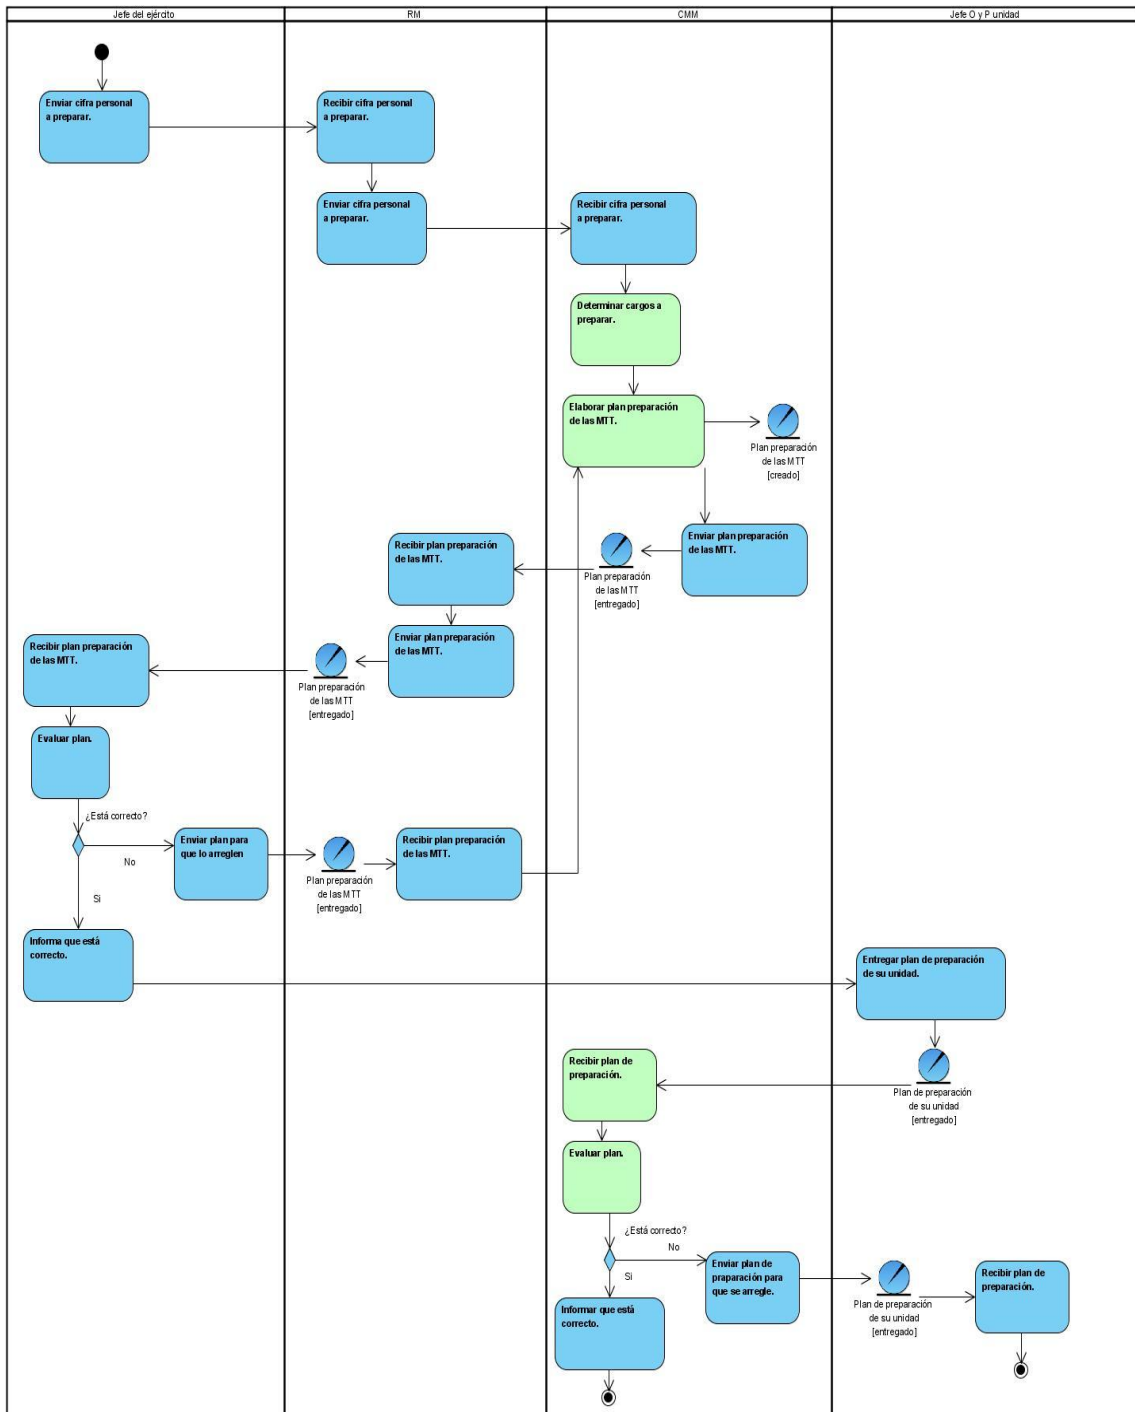 Jefe del ejército
RM
CMM
Jefe O y P unidad
Enviar cifra personal
a preparar.
Recibir cifra personal
a preparar.
Enviar cifra personal
a preparar.
Recibir cifra personal
a preparar.
Determinar cargos a
preparar.
Elaborar plan preparación
de las MTT.
Plan preparación
de las MTT
[creado]
Enviar plan preparación
de las MTT.
Plan preparación
de las MTT
[entregado]
Recibir plan preparación
de las MTT.
Enviar plan preparación
de las MTT.
Plan preparación
de las MTT
[entregado]
Recibir plan preparación
de las MTT.
Evaluar plan.
¿Está correcto?
No
Si
Enviar plan para
que lo arreglen
Plan preparación
de las MTT
[entregado]
Recibir plan preparación
de las MTT.
Informa que está
correcto.
Entregar plan de preparación
de su unidad.
Plan de preparación
de su unidad
[entregado]
Recibir plan de
preparación.
Evaluar plan.
¿Está correcto?
No
Si
Enviar plan de
praparación para
que se arregle.
Plan de preparación
de su unidad
[entregado]
Recibir plan de
preparación.
Informar que está
correcto.